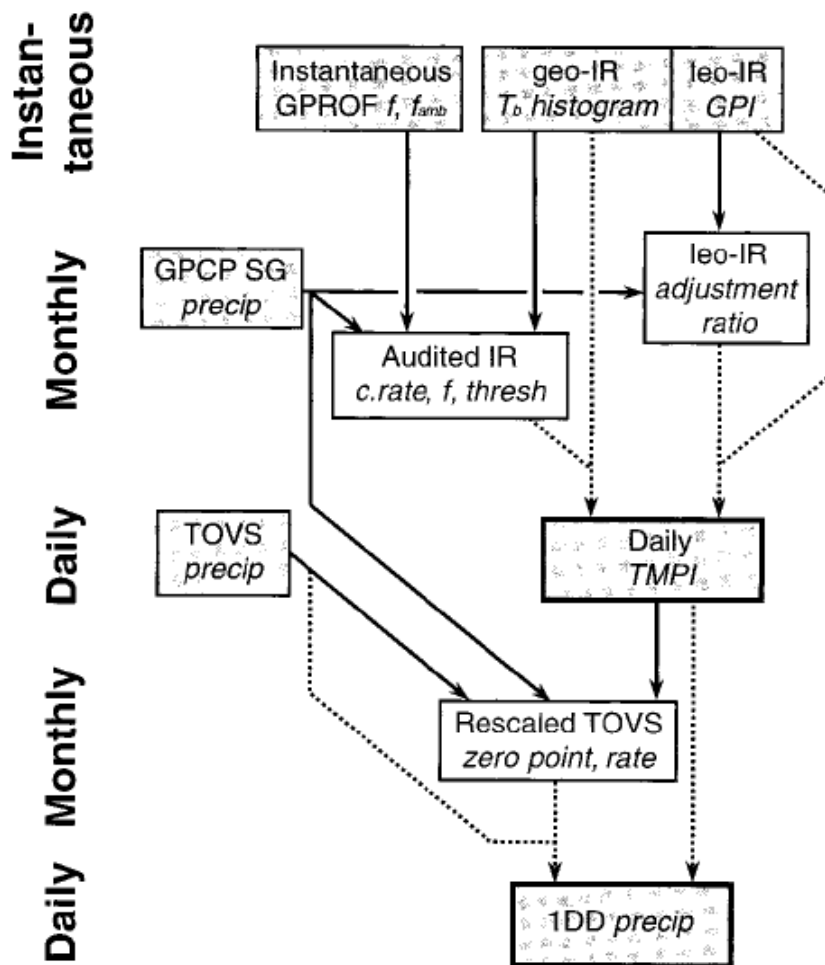 Instan-
taneous
Instantaneous
GPROF f, famb
geo-IR
Tb histogram
leo-IR
GPI
Monthly
GPCP SG
precip
leo-IR
adjustment
ratio
Audited IR
c.rate, f, thresh
Daily
TOVS
precip
Daily
TMPI
Monthly
Rescaled TOVS
zero point, rate
Daily
1DD precip